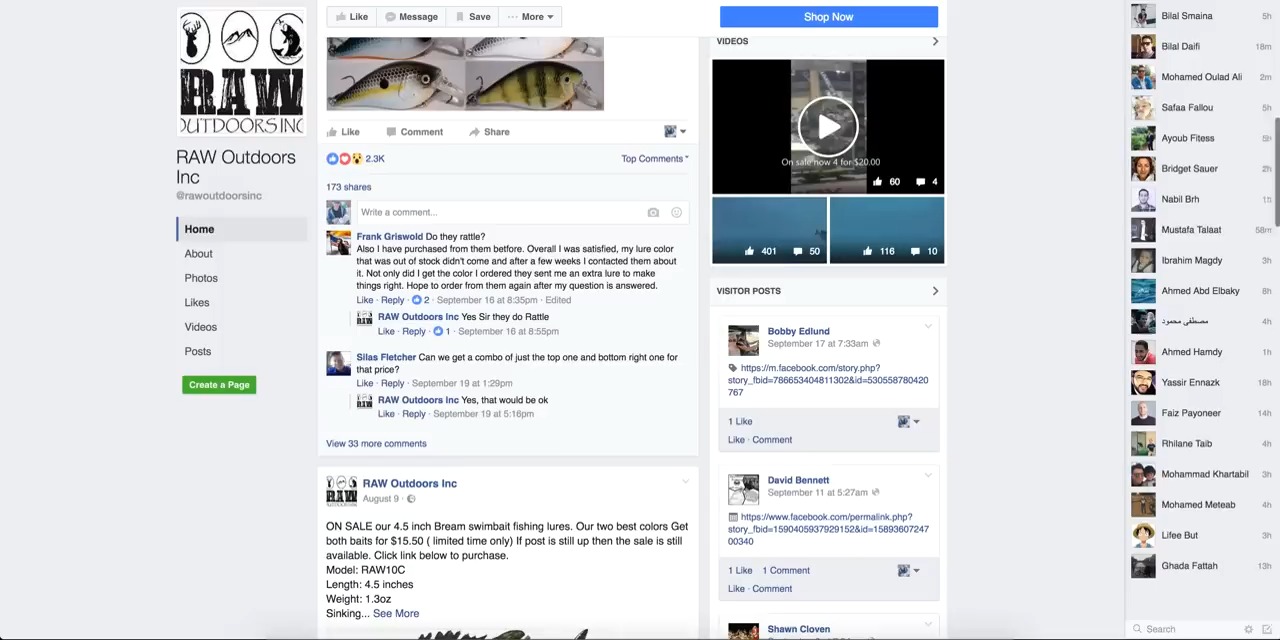 Like
Message
Save
More
Shop Now
RAW
OUTDOORS INC
RAW Outdoors
Inc
@rawoutdoorsinc
Home
About
Photos
Likes
Videos
Posts
Create a Page
Like
Comment
Share
2.3K
Top Comments
173 shares
Write a comment...
Frank Griswold Do they rattle?
Also I have purchased from them betfore. Overall I was satisfied, my lure color
that was out of stock didn't come and after a few weeks I contacted them about
it. Not only did I get the color I ordered they sent me an extra lure to make
things right. Hope to order from them again after my question is answered.
Like · Reply · 2 · September 16 at 8:35pm · Edited
RAW Outdoors Inc Yes Sir they do Rattle
Like · Reply · 1 · September 16 at 8:55pm
Silas Fletcher Can we get a combo of just the top one and bottom right one for
that price?
Like · Reply · September 19 at 1:29pm
RAW Outdoors Inc Yes, that would be ok
Like · Reply · September 19 at 5:16pm
View 33 more comments
RAW
RAW Outdoors Inc
August 9 ·
ON SALE our 4.5 inch Bream swimbait fishing lures. Our two best colors Get
both baits for $15.50 ( limited time only) If post is still up then the sale is still
available. Click link below to purchase.
Model: RAW10C
Length: 4.5 inches
Weight: 1.3oz
Sinking... See More
VIDEOS
On sale now 4 for $20.00
60 4
401 50
116 10
VISITOR POSTS
Bobby Edlund
September 17 at 7:33am
https://m.facebook.com/story.php?
story_fbid=786653404811302&id=530558780420
767
1 Like
Like · Comment
David Bennett
September 11 at 5:27am
https://www.facebook.com/permalink.php?
story_fbid=1590405937929152&id=15893607247
00340
1 Like 1 Comment
Like · Comment
Shawn Cloven
Bilal Smaina 5h
Bilal Daifi 18m
Mohamed Oulad Ali 2m
Safaa Fallou 5h
Ayoub Fitess 5h
Bridget Sauer 2h
Nabil Brh 1h
Mustafa Talaat 58m
Ibrahim Magdy 3h
Ahmed Abd Elbaky 8h
مصطفى محمود 4h
Ahmed Hamdy 1h
Yassir Ennazk 18h
Faiz Payoneer 14h
Rhilane Taib 4h
Mohammad Khartabil 3h
Mohamed Meteab 4h
Lifee But 3h
Ghada Fattah 13h
Search